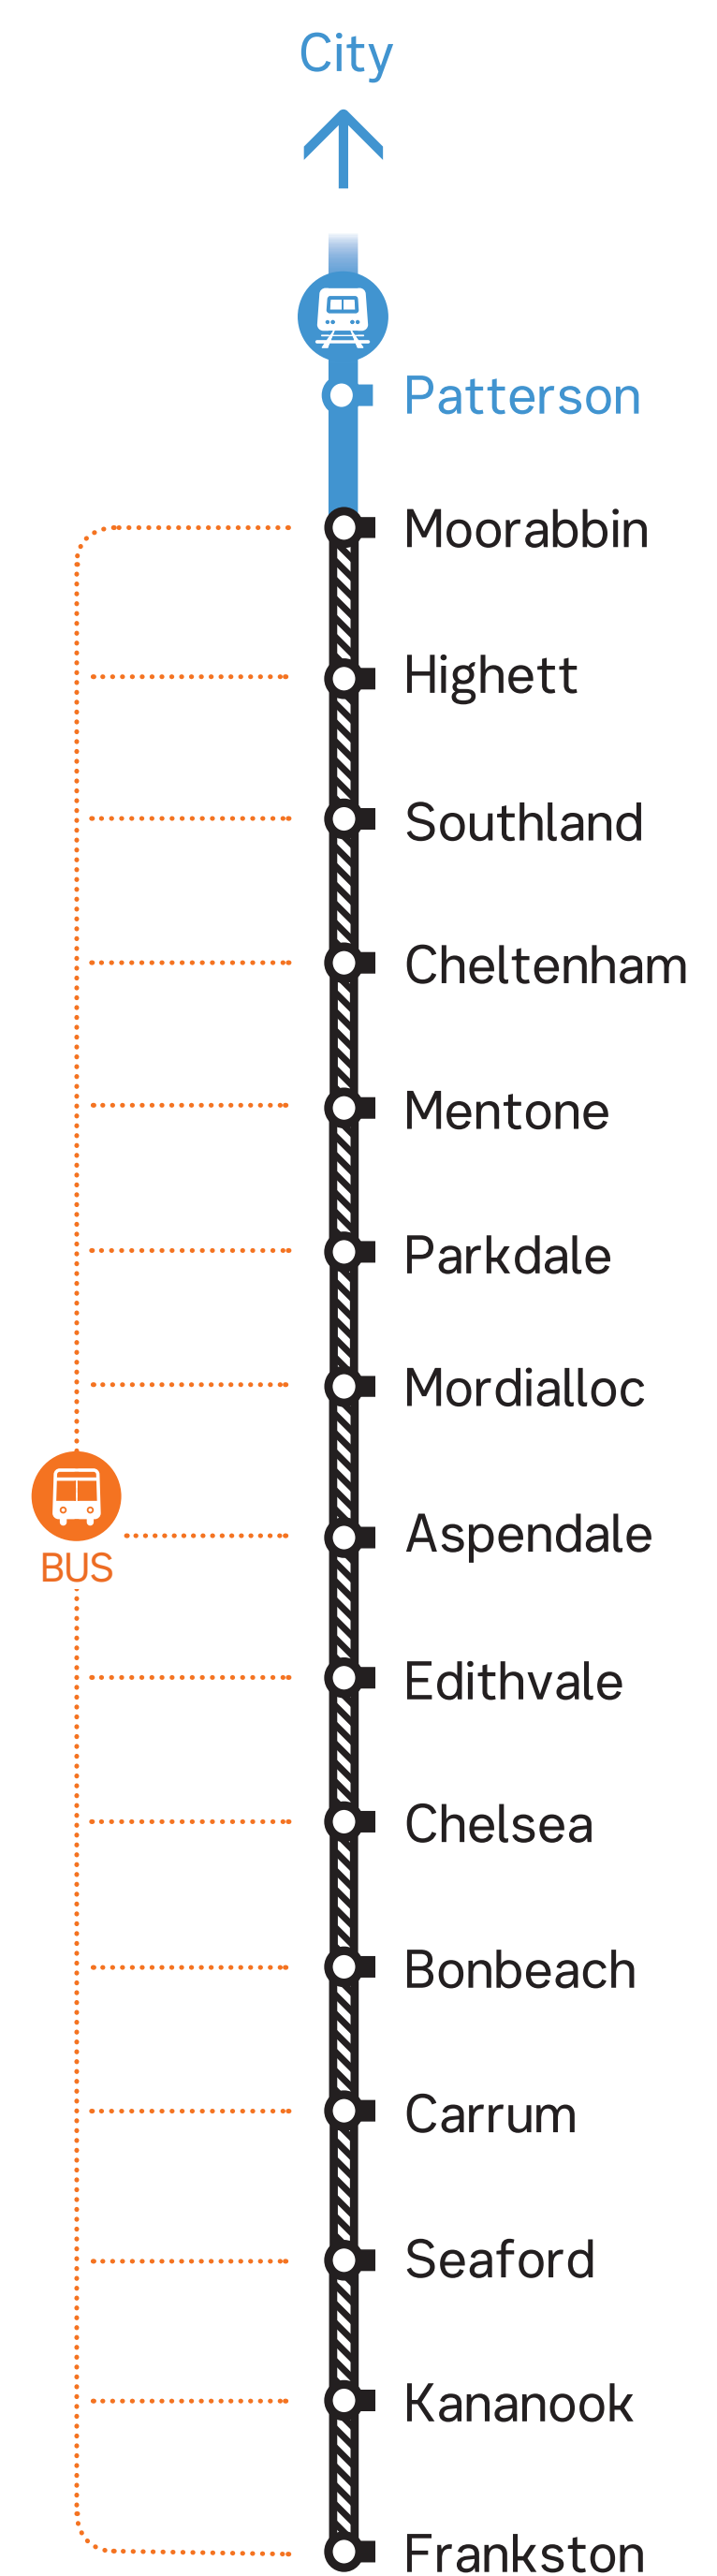 City
Patterson
Moorabbin
Highett
Southland
Cheltenham
Mentone
Parkdale
Mordialloc
Aspendale
BUS
Edithvale
Chelsea
Bonbeach
Carrum
Seaford
Kananook
Frankston